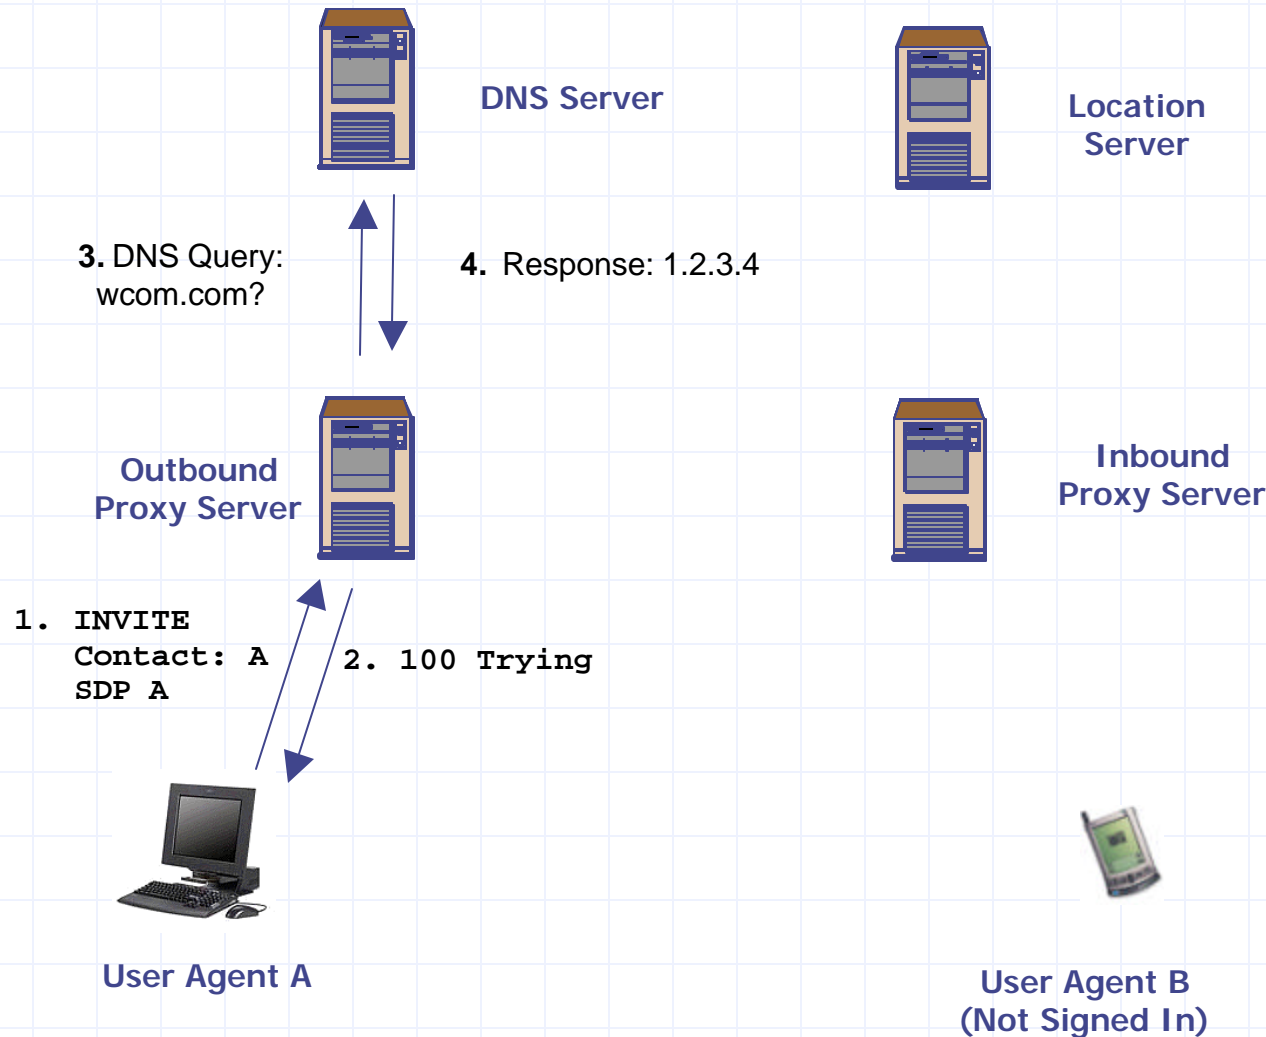 DNS Server
Location
Server
3. DNS Query:
wcom.com?
4. Response: 1.2.3.4
Outbound
Proxy Server
Inbound
Proxy Server
1. INVITE
Contact: A
SDP A
2. 100 Trying
User Agent A
User Agent B
(Not Signed In)